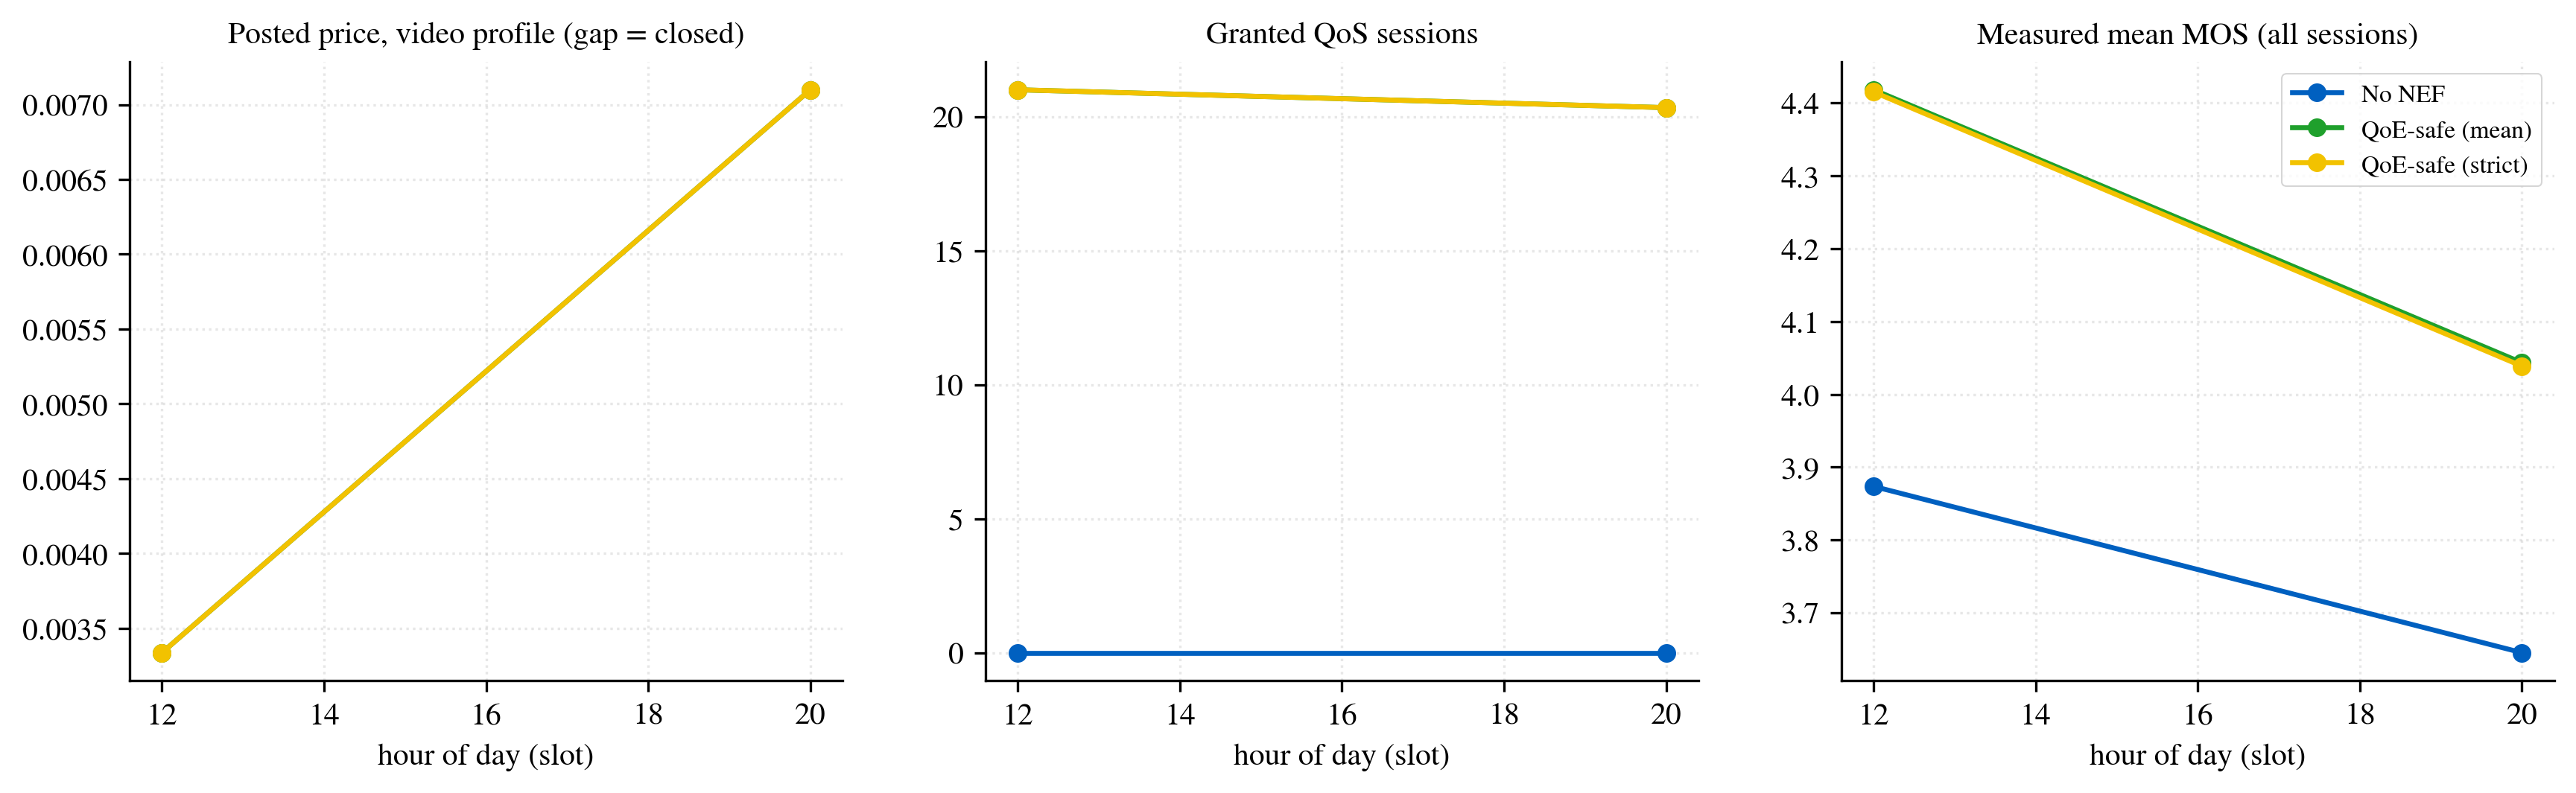 Posted price, video profile (gap = closed)
0.0070
0.0065
0.0060
0.0055
0.0050
0.0045
0.0040
0.0035
12 14 16 18 20
hour of day (slot)
Granted QoS sessions
20
15
10
5
0
12 14 16 18 20
hour of day (slot)
Measured mean MOS (all sessions)
No NEF
QoE-safe (mean)
QoE-safe (strict)
4.4
4.3
4.2
4.1
4.0
3.9
3.8
3.7
12 14 16 18 20
hour of day (slot)